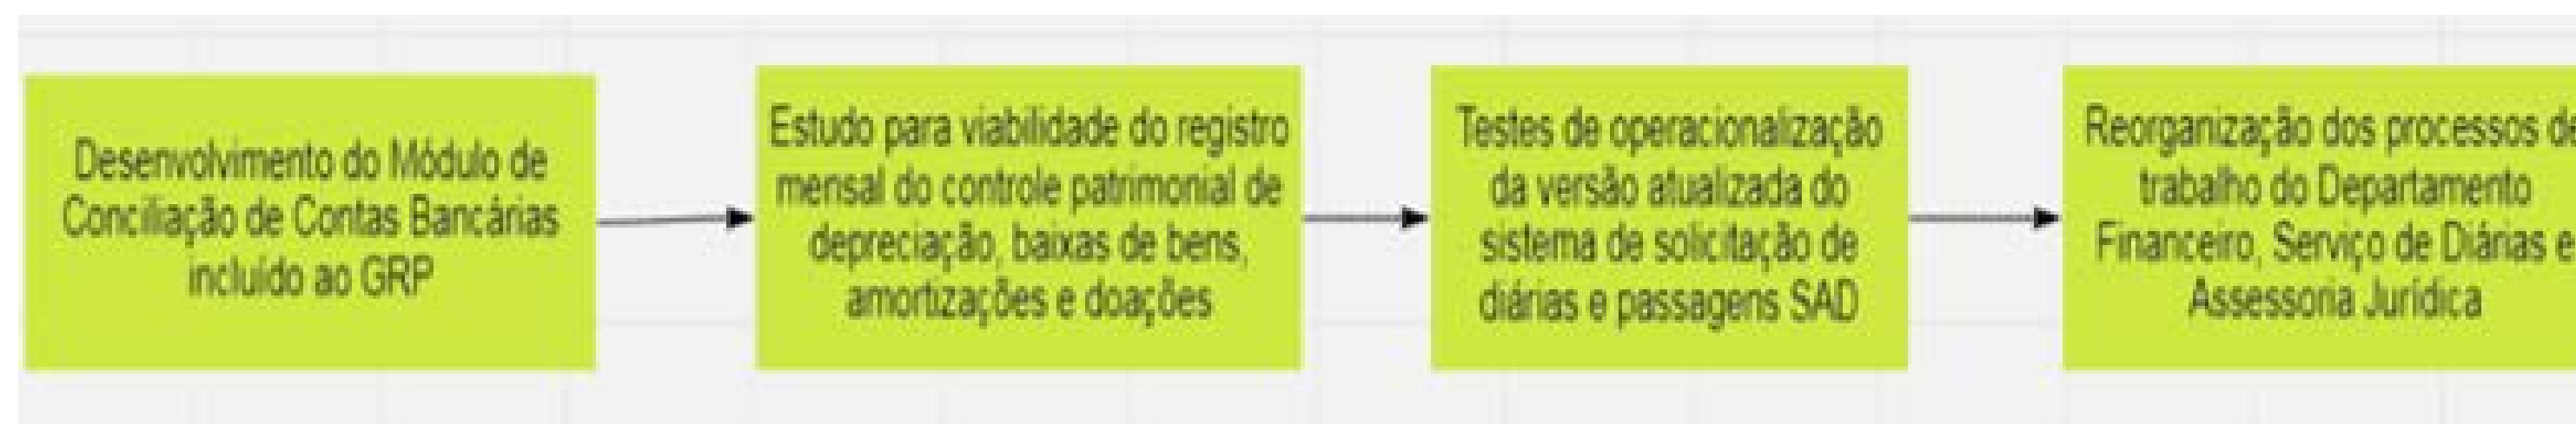 Desenvolvimento do Módulo de
Conciliação de Contas Bancárias
incluído ao GRP
Estudo para viabilidade do registro
mensal do controle patrimonial de
depreciação, baixas de bens,
amortizações e doações
Testes de operacionalização
da versão atualizada do
sistema de solicitação de
diárias e passagens SAD
Reorganização dos processos de
trabalho do Departamento
Financeiro, Serviço de Diárias e
Assessoria Jurídica